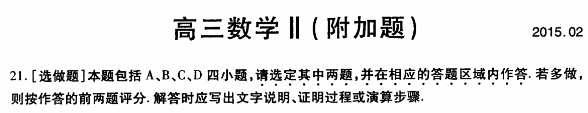 高三数学Ⅱ(附加题)
2015.02
21.[选做题]本题包括 A、B、C、D 四小题,请选定其中两题,并在相应的答题区域内作答.若多做,
则按作答的前两题评分.解答时应写出文字说明、证明过程或演算步骤.